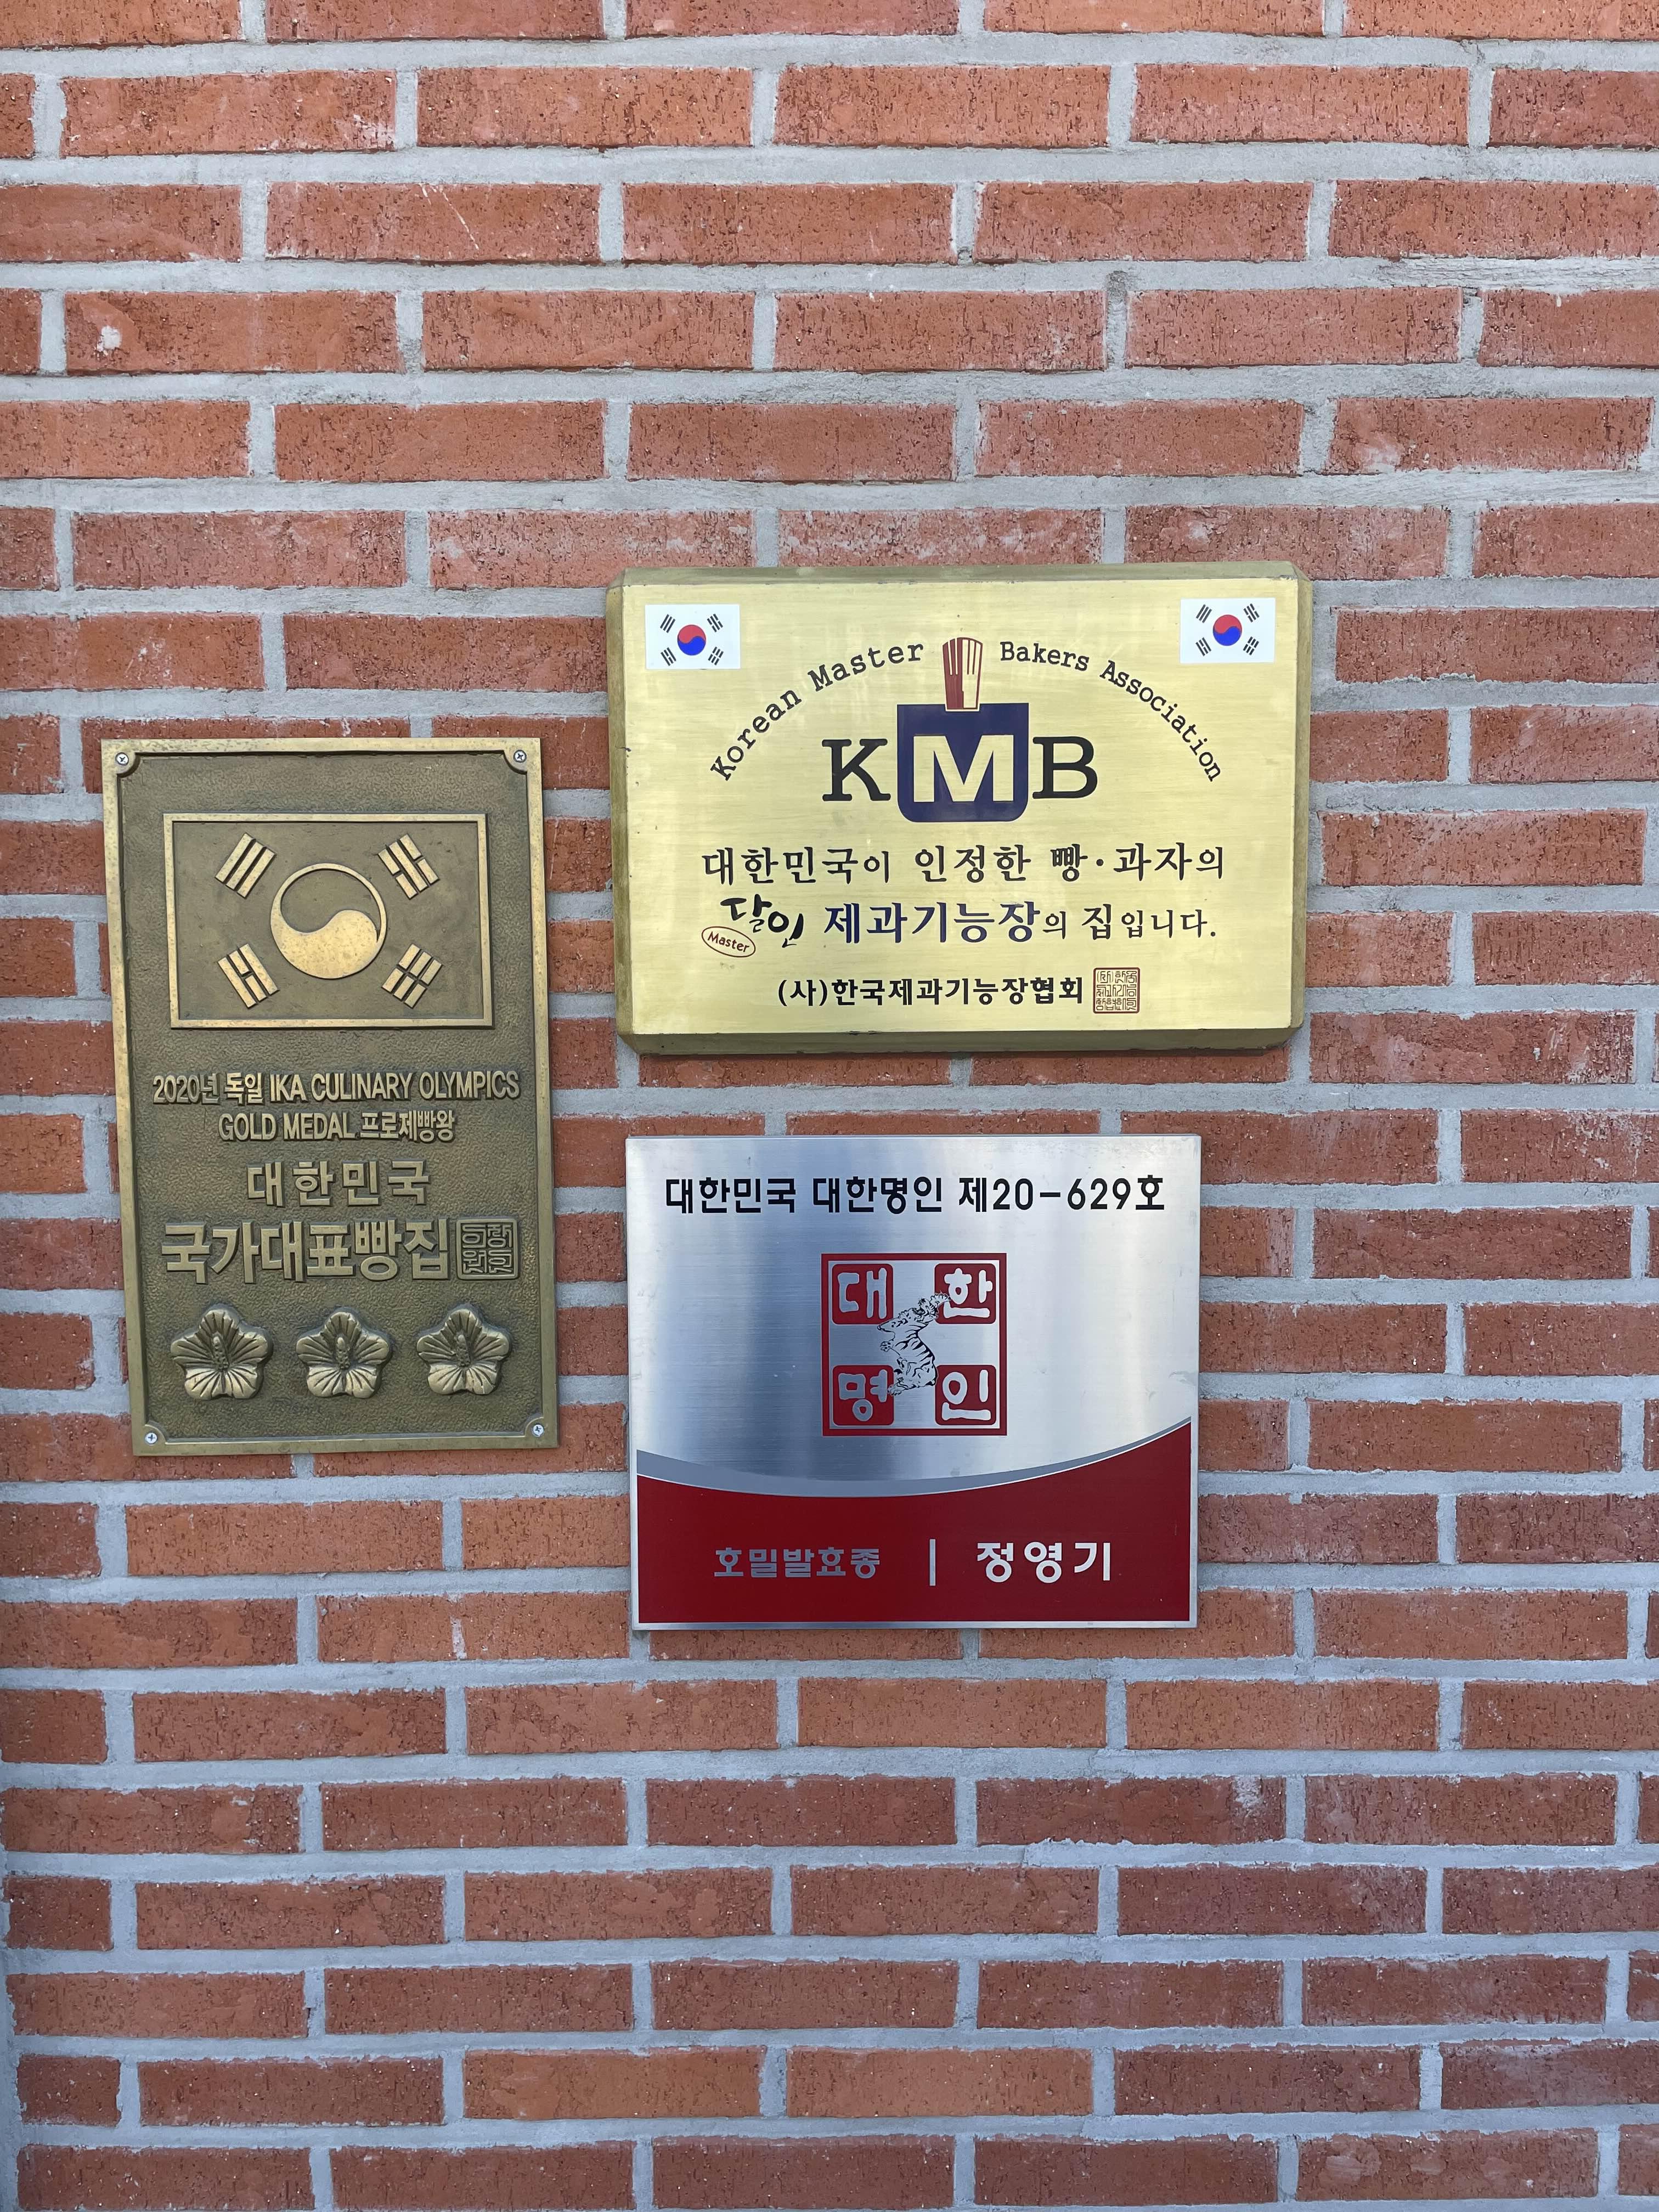 Korean Master Bakers Association
KMB
대한민국이 인정한 빵·과자의
달인 제과기능장의 집입니다.
Master
(사)한국제과기능장협회
2020년 독일 IKA CULINARY OLYMPICS
GOLD MEDAL 프로제빵왕
대한민국
국가대표빵집
대한민국 대한명인 제20-629호
대한
명인
호밀발효종 | 정영기